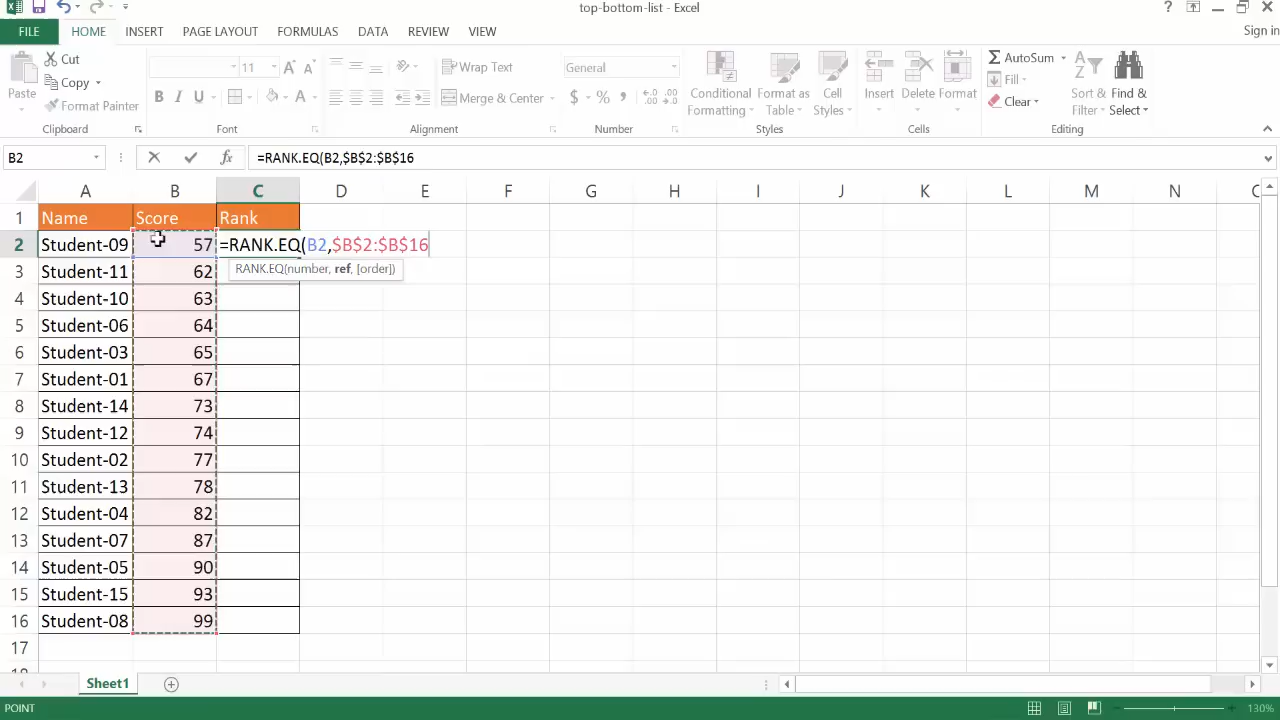 top-bottom-list - Excel
?
Sign in
FILE HOME INSERT PAGE LAYOUT FORMULAS DATA REVIEW VIEW
Paste
Cut
Copy
Format Painter
Clipboard
11 A A
B I U A
Font
Wrap Text
Merge & Center
Alignment
General
$ % ,
Number
Conditional Formatting
Format as Table
Cell Styles
Styles
Insert
Delete
Format
Cells
AutoSum
Fill
Clear
Sort & Filter
Find & Select
Editing
B2 fx =RANK.EQ(B2,$B$2:$B$16
A B C D E F G H I J K L M N
1 Name Score Rank
2 Student-09 57 =RANK.EQ(B2,$B$2:$B$16
RANK.EQ(number, ref, [order])
3 Student-11 62
4 Student-10 63
5 Student-06 64
6 Student-03 65
7 Student-01 67
8 Student-14 73
9 Student-12 74
10 Student-02 77
11 Student-13 78
12 Student-04 82
13 Student-07 87
14 Student-05 90
15 Student-15 93
16 Student-08 99
17
Sheet1
POINT
130%